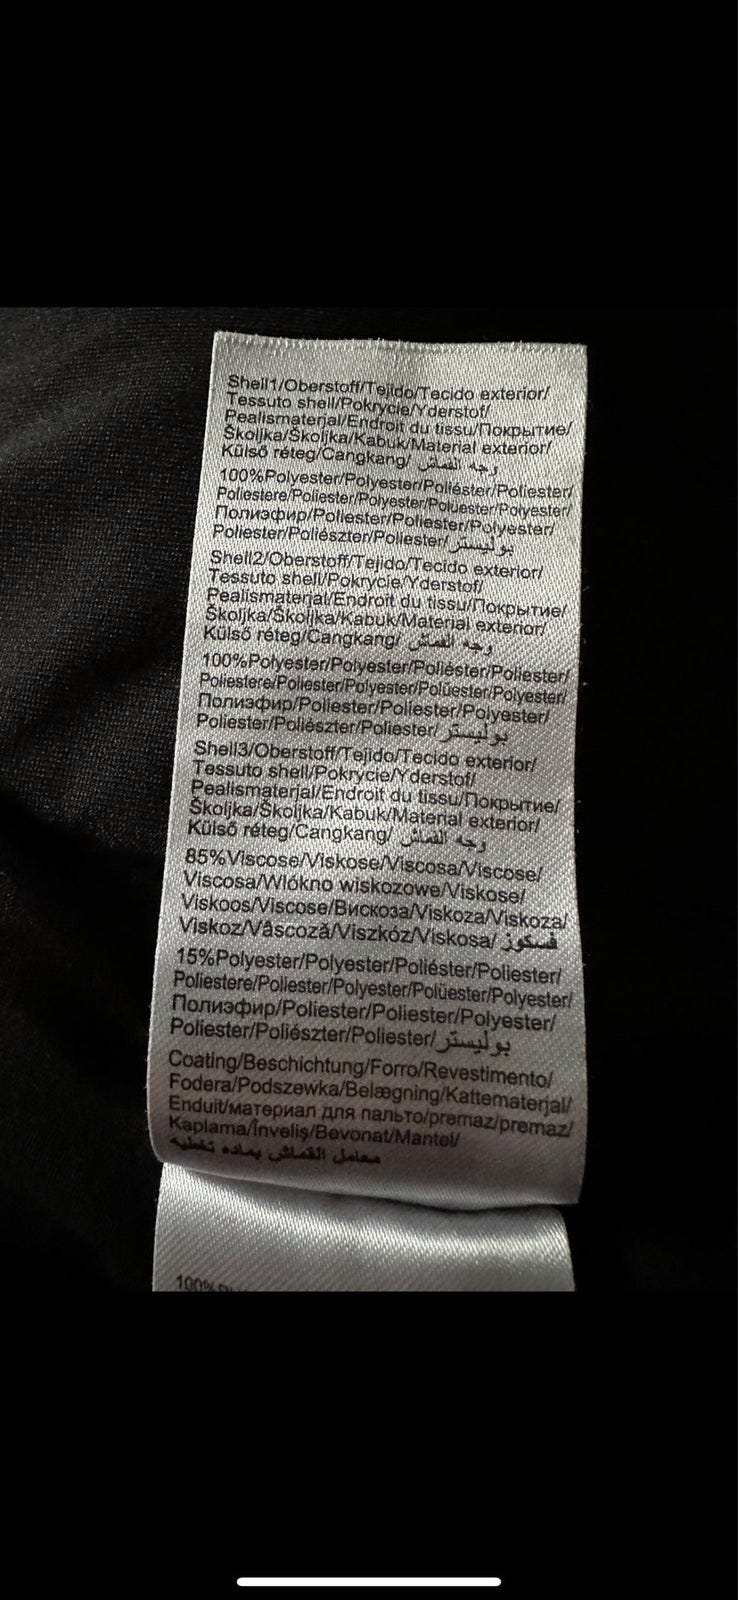 Shell1/Oberstoff/Tejido/Tecido exterior/
Tessuto shell/Pokrycie/Yderstof/
Pealismaterjal/Endroit du tissu/Покрытие/
Školjka/Školjka/Kabuk/Material exterior/
Külső réteg/Cangkang/ وجه القماش
100%Polyester/Polyester/Poliéster/Poliester/
Poliestere/Poliester/Polyester/Polüester/Polyester/
Полиэфир/Poliester/Poliester/Polyester/
Poliester/Poliészter/Poliester/ بوليستر
Shell2/Oberstoff/Tejido/Tecido exterior/
Tessuto shell/Pokrycie/Yderstof/
Pealismaterjal/Endroit du tissu/Покрытие/
Školjka/Školjka/Kabuk/Material exterior/
Külső réteg/Cangkang/ وجه القماش
100%Polyester/Polyester/Poliéster/Poliester/
Poliestere/Poliester/Polyester/Polüester/Polyester/
Полиэфир/Poliester/Poliester/Polyester/
Poliester/Poliészter/Poliester/ بوليستر
Shell3/Oberstoff/Tejido/Tecido exterior/
Tessuto shell/Pokrycie/Yderstof/
Pealismaterjal/Endroit du tissu/Покрытие/
Školjka/Školjka/Kabuk/Material exterior/
Külső réteg/Cangkang/ وجه القماش
85%Viscose/Viskose/Viscosa/Viscose/
Viscosa/Włókno wiskozowe/Viskose/
Viskoos/Viscose/Вискоза/Viskoza/Viskoza/
Viskoz/Vâscoză/Viszkóz/Viskosa/ فسكوز
15%Polyester/Polyester/Poliéster/Poliester/
Poliestere/Poliester/Polyester/Polüester/Polyester/
Полиэфир/Poliester/Poliester/Polyester/
Poliester/Poliészter/Poliester/ بوليستر
Coating/Beschichtung/Forro/Revestimento/
Fodera/Podszewka/Belægning/Kattematerjal/
Enduit/материал для пальто/premaz/premaz/
Kaplama/Înveliş/Bevonat/Mantel/
معامل القماش بماده تغطيه
100%